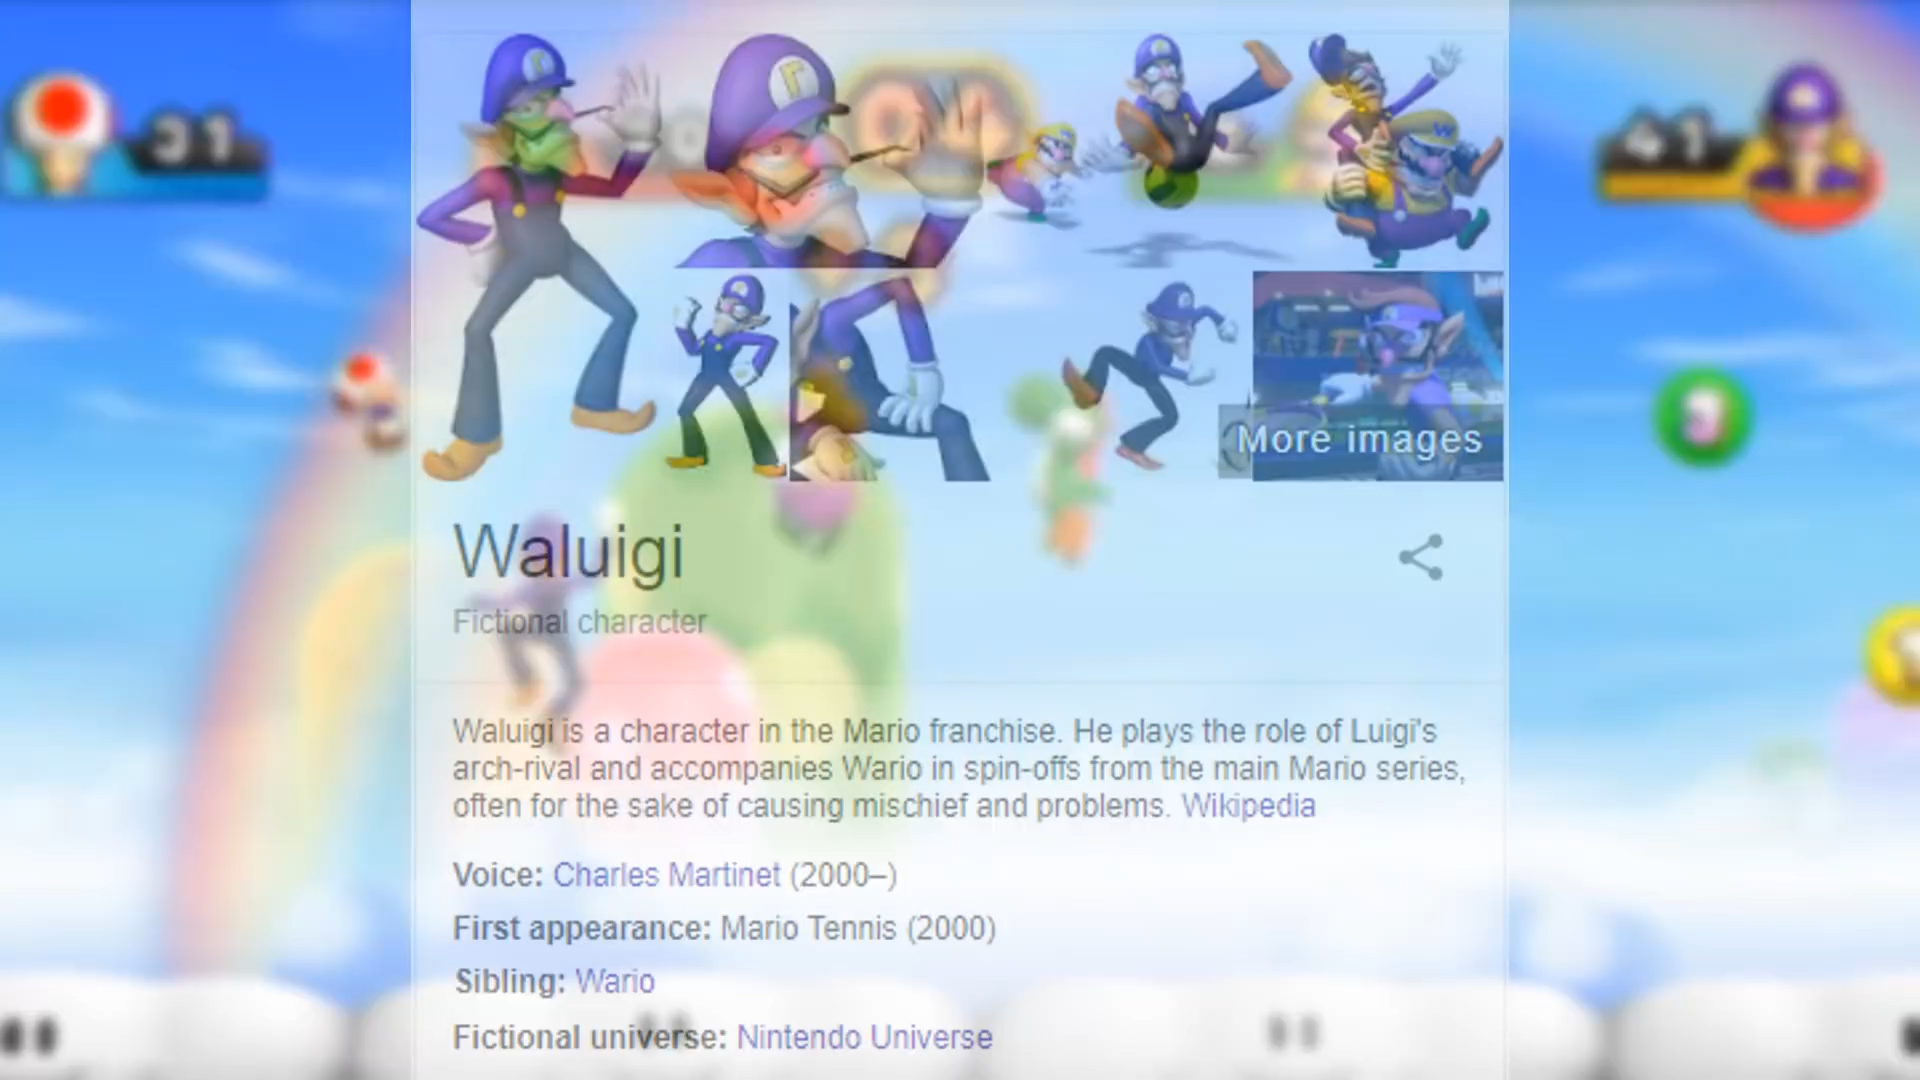 31
41
More images
Waluigi
Fictional character
Waluigi is a character in the Mario franchise. He plays the role of Luigi's
arch-rival and accompanies Wario in spin-offs from the main Mario series,
often for the sake of causing mischief and problems. Wikipedia
Voice: Charles Martinet (2000–)
First appearance: Mario Tennis (2000)
Sibling: Wario
Fictional universe: Nintendo Universe